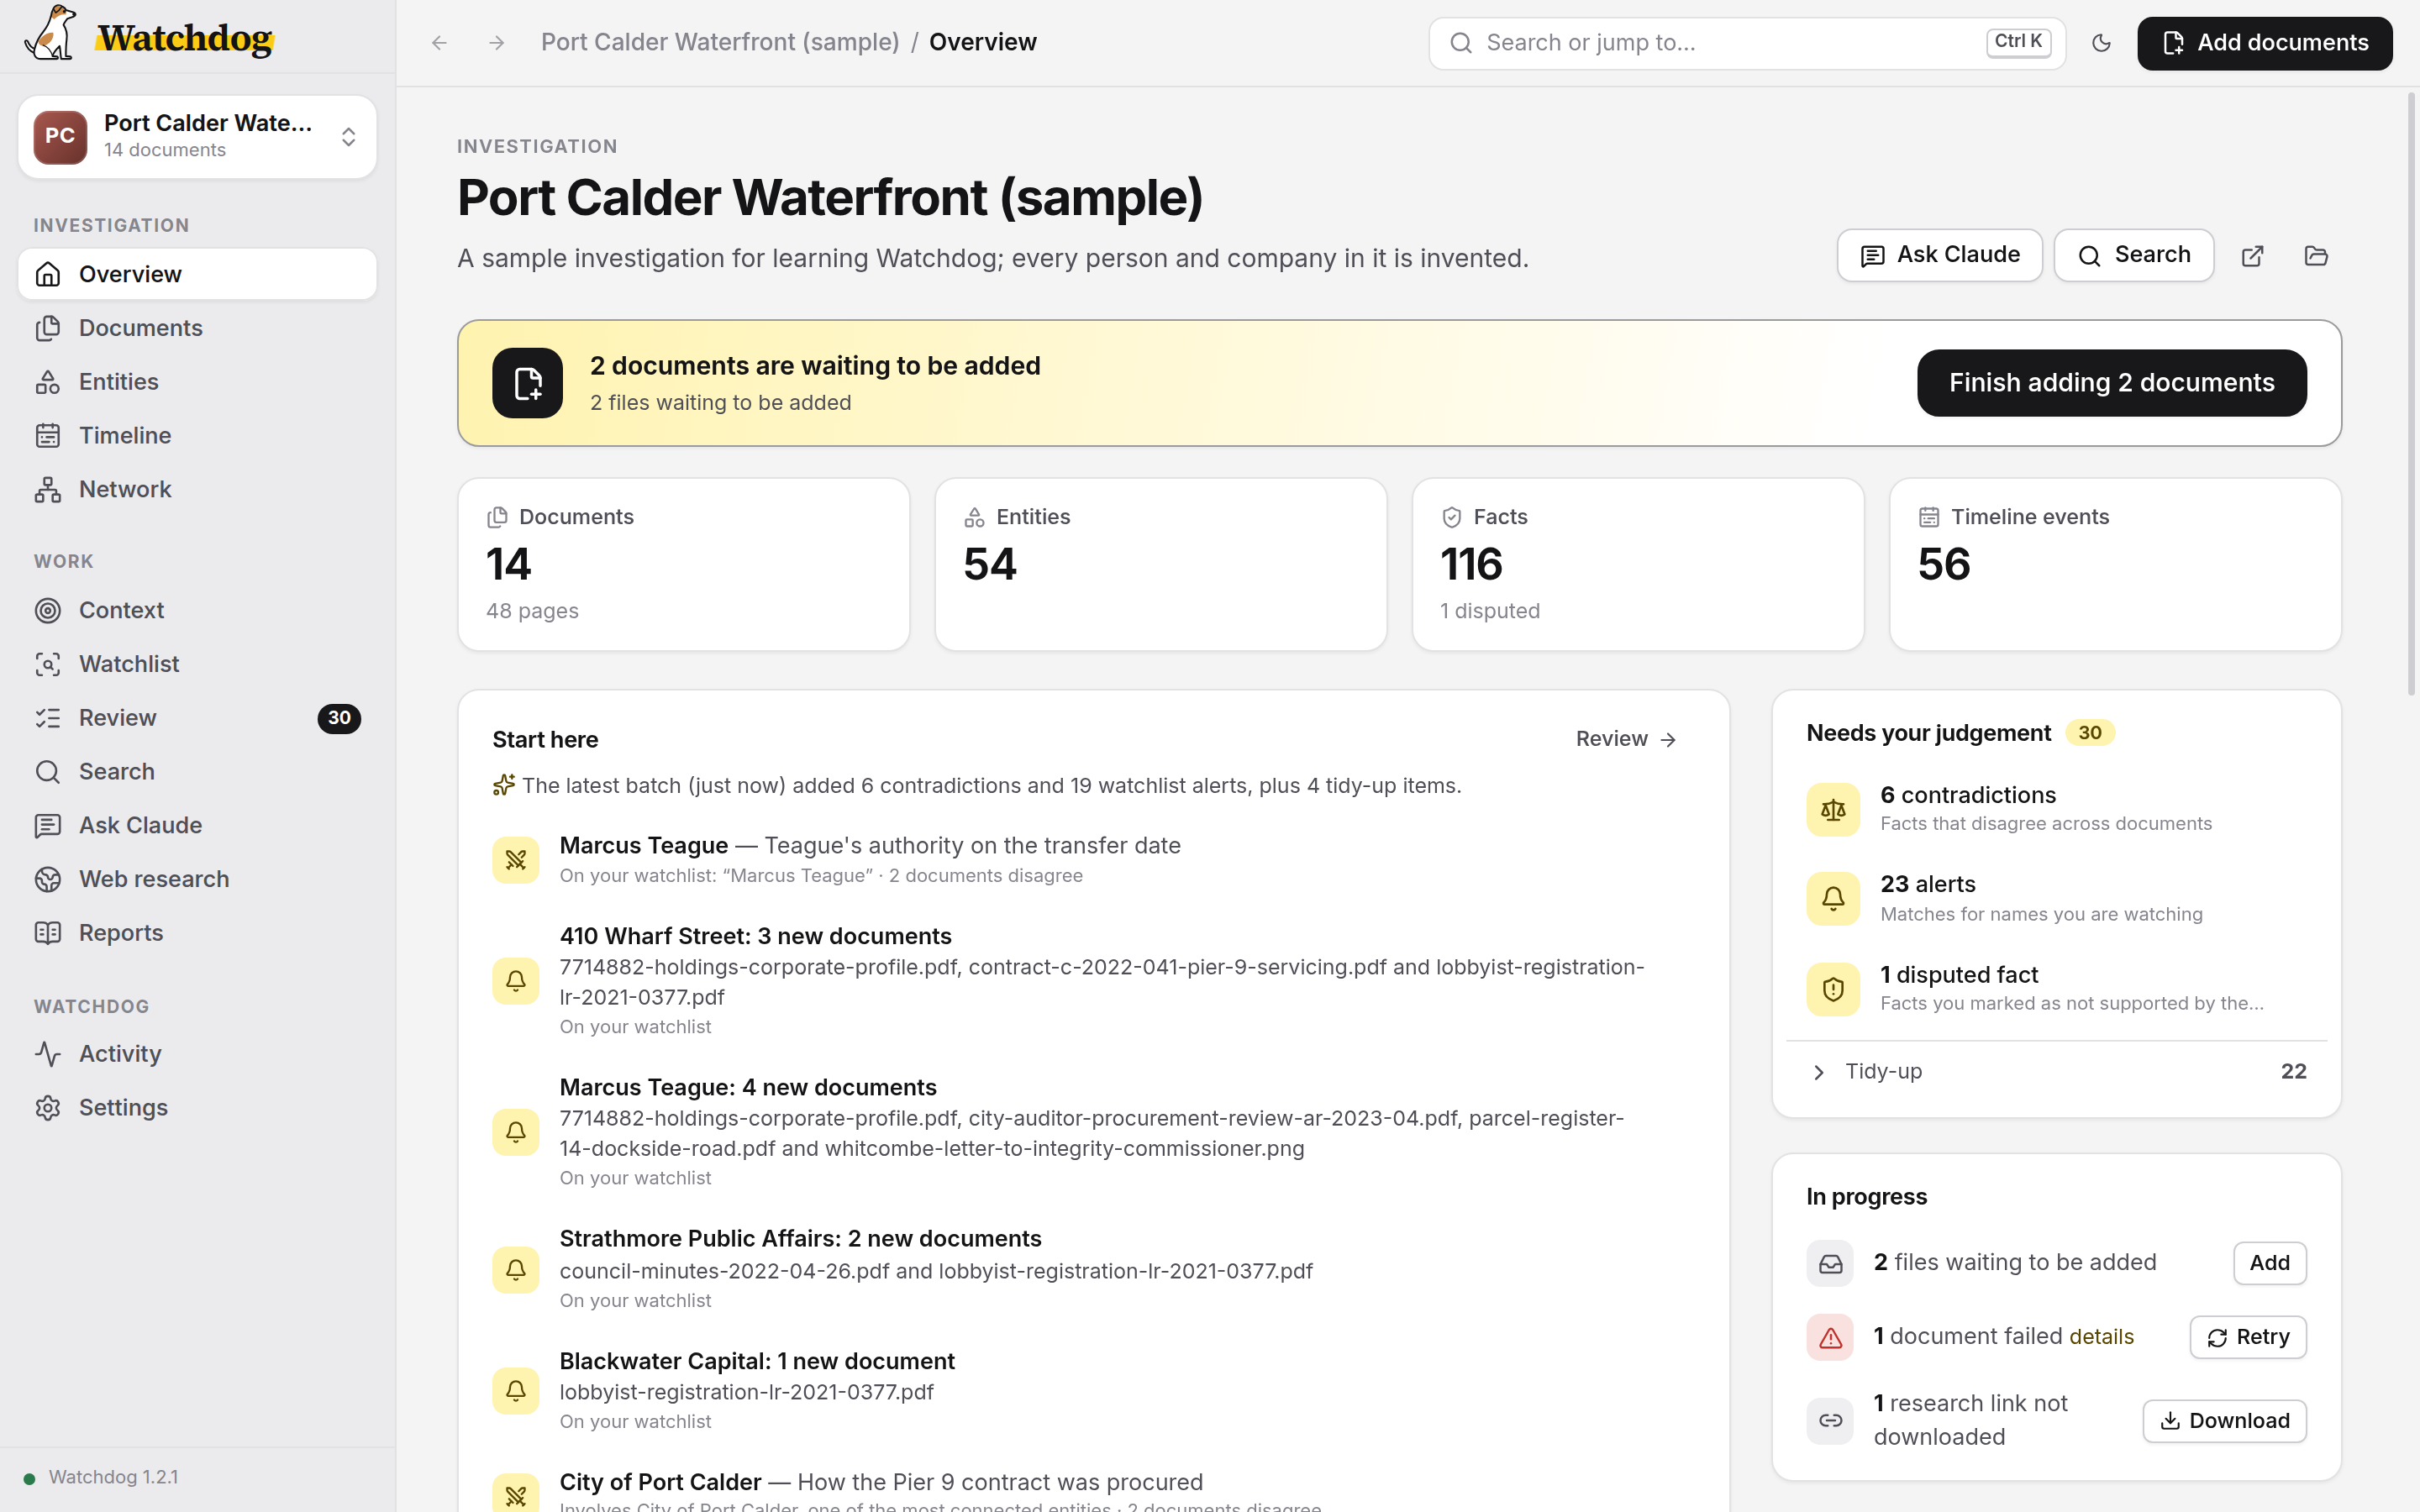 Watchdog
Port Calder Waterfront (sample) / Overview
Search or jump to...
Ctrl K
Add documents
PC
Port Calder Wate...
14 documents
INVESTIGATION
Overview
Documents
Entities
Timeline
Network
WORK
Context
Watchlist
Review
30
Search
Ask Claude
Web research
Reports
WATCHDOG
Activity
Settings
Watchdog 1.2.1
INVESTIGATION
Port Calder Waterfront (sample)
A sample investigation for learning Watchdog; every person and company in it is invented.
Ask Claude
Search
2 documents are waiting to be added
2 files waiting to be added
Finish adding 2 documents
Documents
14
48 pages
Entities
54
Facts
116
1 disputed
Timeline events
56
Start here
Review
The latest batch (just now) added 6 contradictions and 19 watchlist alerts, plus 4 tidy-up items.
Marcus Teague — Teague's authority on the transfer date
On your watchlist: “Marcus Teague” · 2 documents disagree
410 Wharf Street: 3 new documents
7714882-holdings-corporate-profile.pdf, contract-c-2022-041-pier-9-servicing.pdf and lobbyist-registration-
lr-2021-0377.pdf
On your watchlist
Marcus Teague: 4 new documents
7714882-holdings-corporate-profile.pdf, city-auditor-procurement-review-ar-2023-04.pdf, parcel-register-
14-dockside-road.pdf and whitcombe-letter-to-integrity-commissioner.png
On your watchlist
Strathmore Public Affairs: 2 new documents
council-minutes-2022-04-26.pdf and lobbyist-registration-lr-2021-0377.pdf
On your watchlist
Blackwater Capital: 1 new document
lobbyist-registration-lr-2021-0377.pdf
On your watchlist
City of Port Calder — How the Pier 9 contract was procured
Involves City of Port Calder, one of the most connected entities · 2 documents disagree
Needs your judgement
30
6 contradictions
Facts that disagree across documents
23 alerts
Matches for names you are watching
1 disputed fact
Facts you marked as not supported by the...
Tidy-up
22
In progress
2 files waiting to be added
Add
1 document failed details
Retry
1 research link not
downloaded
Download